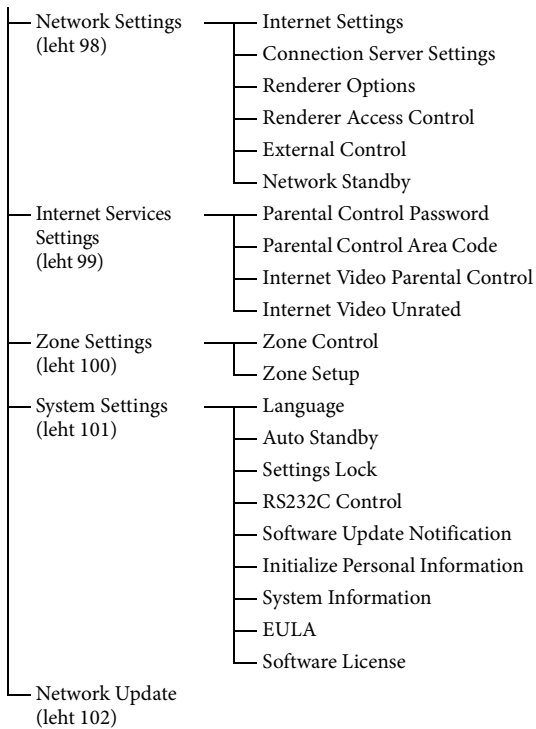 Network Settings
(leht 98)
Internet Settings
Connection Server Settings
Renderer Options
Renderer Access Control
External Control
Network Standby
Internet Services
Settings
(leht 99)
Parental Control Password
Parental Control Area Code
Internet Video Parental Control
Internet Video Unrated
Zone Settings
(leht 100)
Zone Control
Zone Setup
System Settings
(leht 101)
Language
Auto Standby
Settings Lock
RS232C Control
Software Update Notification
Initialize Personal Information
System Information
EULA
Software License
Network Update
(leht 102)